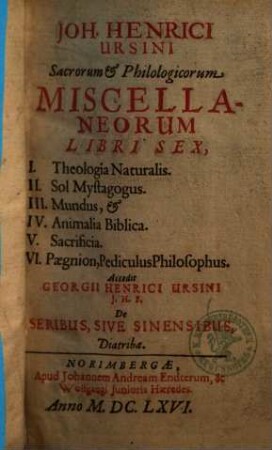 JOH. HENRICI
URSINI
Sacrorum & Philologicorum
MISCELLA-
NEORUM
LIBRI SEX,
I. Theologia Naturalis.
II. Sol Mystagogus.
III. Mundus, &
IV. Animalia Biblica.
V. Sacrificia.
VI. Pægnion, Pediculus Philosophus.
Accedit
GEORGII HENRICI URSINI
J. H. F.
De
SERIBUS, SIVE SINENSIBUS,
Diatribæ.
NORIMBERGÆ,
Apud Johannem Andream Endterum, &
Wolfgangi Junioris Hæredes.
Anno M. DC. LXVI.